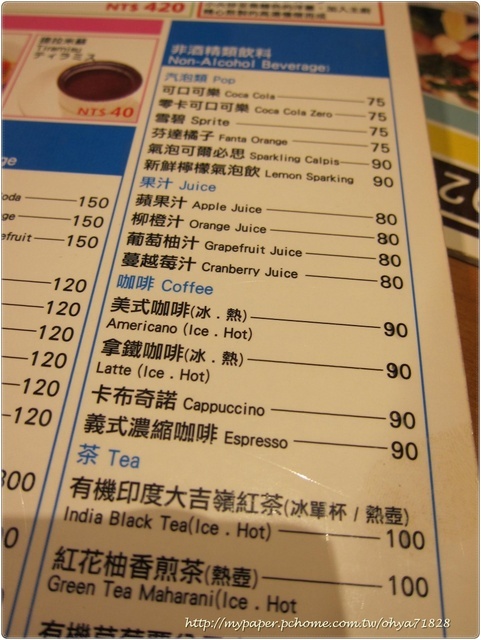 NT$ 420
提拉米蘇
Tiramisu
ティラミス
NT$ 40
非酒精類飲料
Non-Alcohol Beverage)
汽泡類 Pop
可口可樂 Coca Cola 75
零卡可口可樂 Coca Cola Zero 75
雪碧 Sprite 75
芬達橘子 Fanta Orange 75
氣泡可爾必思 Sparkling Calpis 90
新鮮檸檬氣泡飲 Lemon Sparking 90
果汁 Juice
蘋果汁 Apple Juice 80
柳橙汁 Orange Juice 80
葡萄柚汁 Grapefruit Juice 80
蔓越莓汁 Cranberry Juice 80
咖啡 Coffee
美式咖啡(冰．熱) 90
Americano (Ice . Hot)
拿鐵咖啡(冰．熱) 90
Latte (Ice . Hot)
卡布奇諾 Cappuccino 90
義式濃縮咖啡 Espresso 90
茶 Tea
有機印度大吉嶺紅茶(冰單杯 / 熱壺)
India Black Tea(Ice . Hot) 100
紅花柚香煎茶(熱壺) 100
Green Tea Maharani(Ice . Hot
150
150
150
120
120
120
120
120
http://mypaper.pchome.com.tw/ohya71828